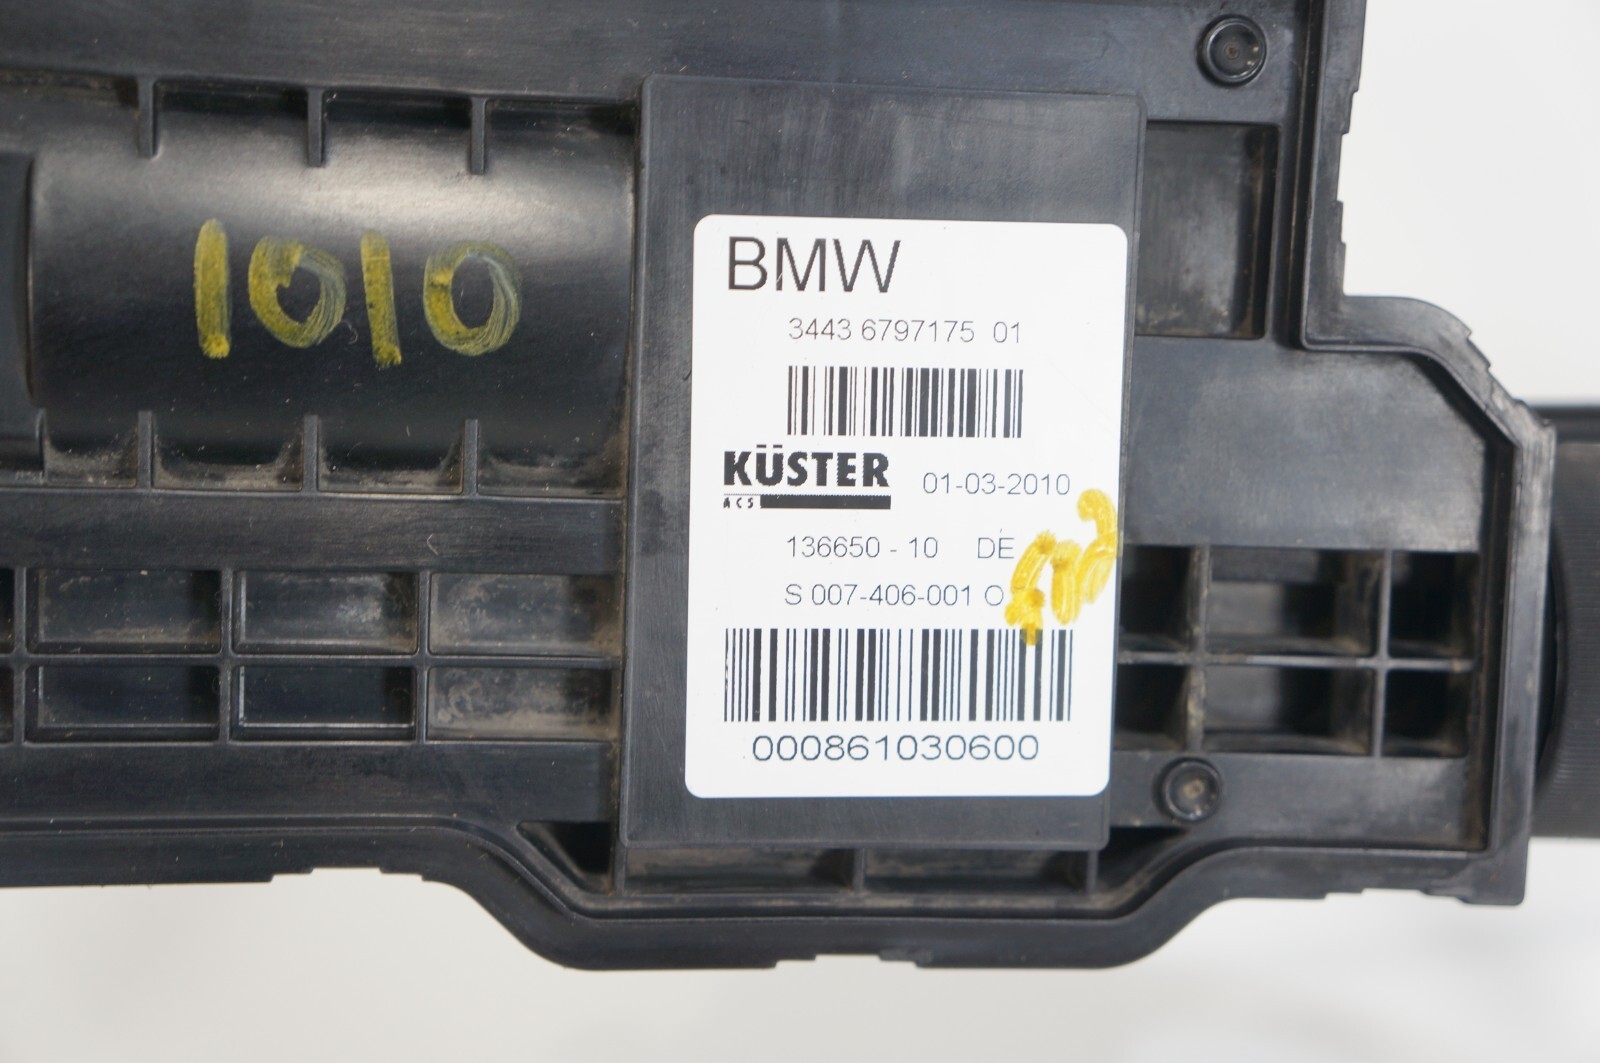 1010
BMW
3443 6797175 01
KÜSTER
ACS
01-03-2010
136650 - 10 DE
S 007-406-001 O
000861030600